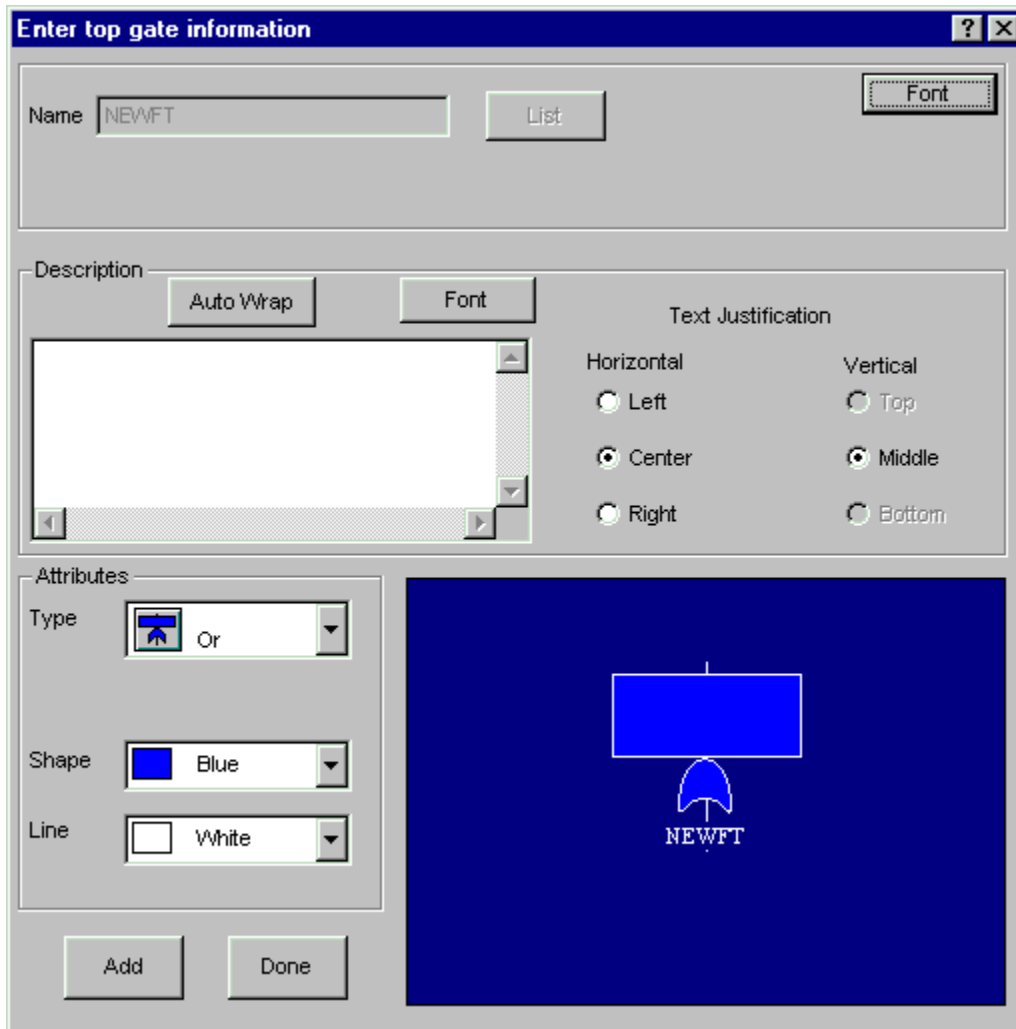 Enter top gate information
?
Name NEWFT List Font
Description
Auto Wrap Font
Text Justification
Horizontal Vertical
Left Top
Center Middle
Right Bottom
Attributes
Type Or
Shape Blue
Line White
NEWFT
Add Done